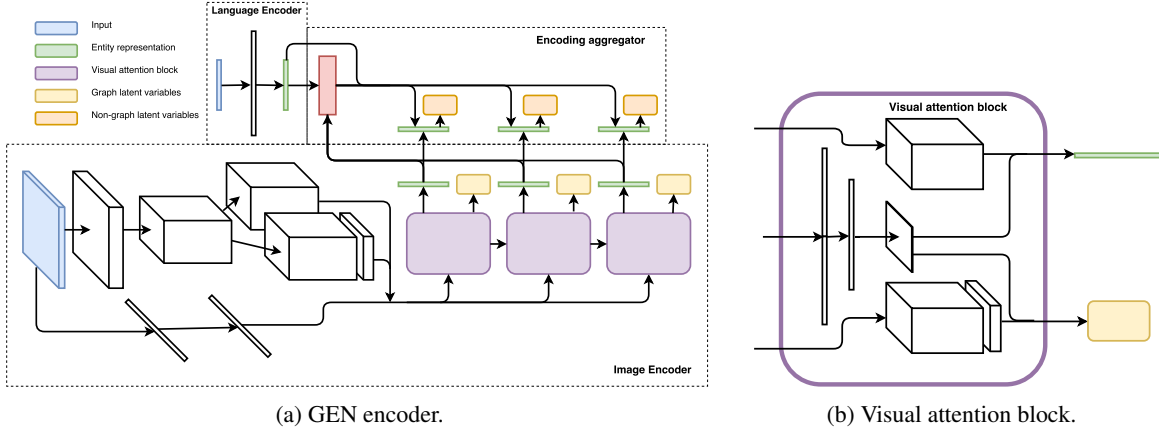 Input
Entity representation
Visual attention block
Graph latent variables
Non-graph latent variables
Language Encoder
Encoding aggregator
Image Encoder
(a) GEN encoder.
Visual attention block
(b) Visual attention block.